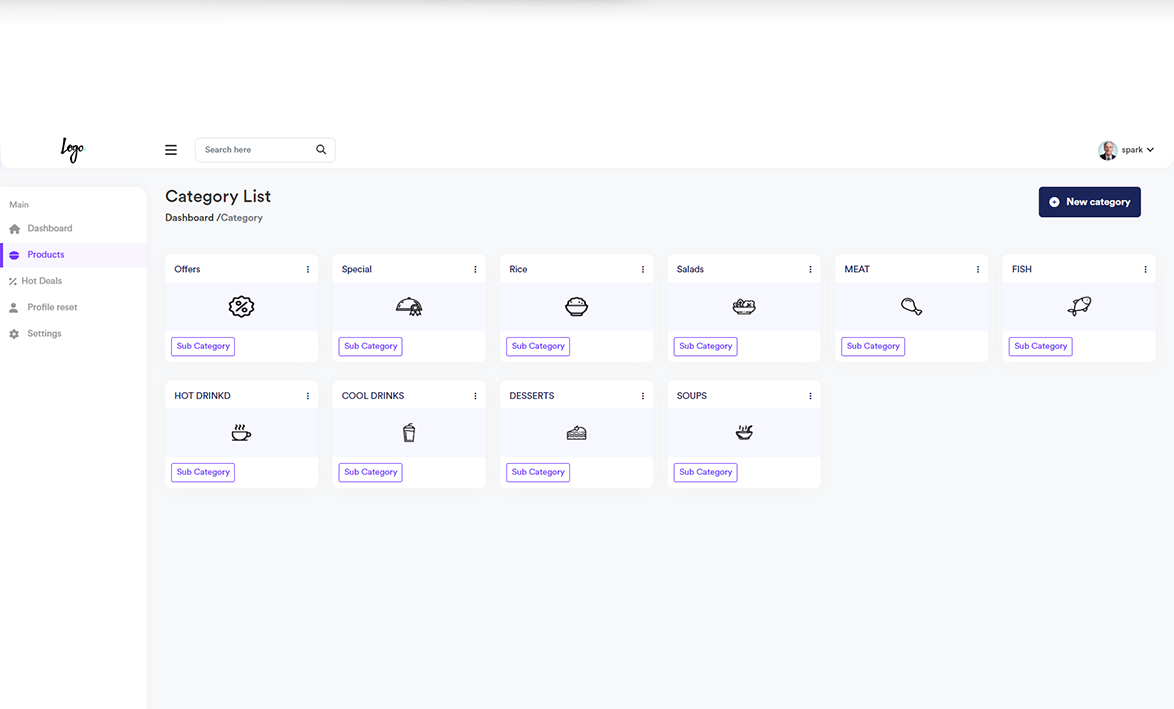 Logo.
Search here
spark
Main
Dashboard
Products
Hot Deals
Profile reset
Settings
Category List
Dashboard /Category
New category
Offers
Special
Rice
Salads
MEAT
FISH
Sub Category
Sub Category
Sub Category
Sub Category
Sub Category
Sub Category
HOT DRINKD
COOL DRINKS
DESSERTS
SOUPS
Sub Category
Sub Category
Sub Category
Sub Category